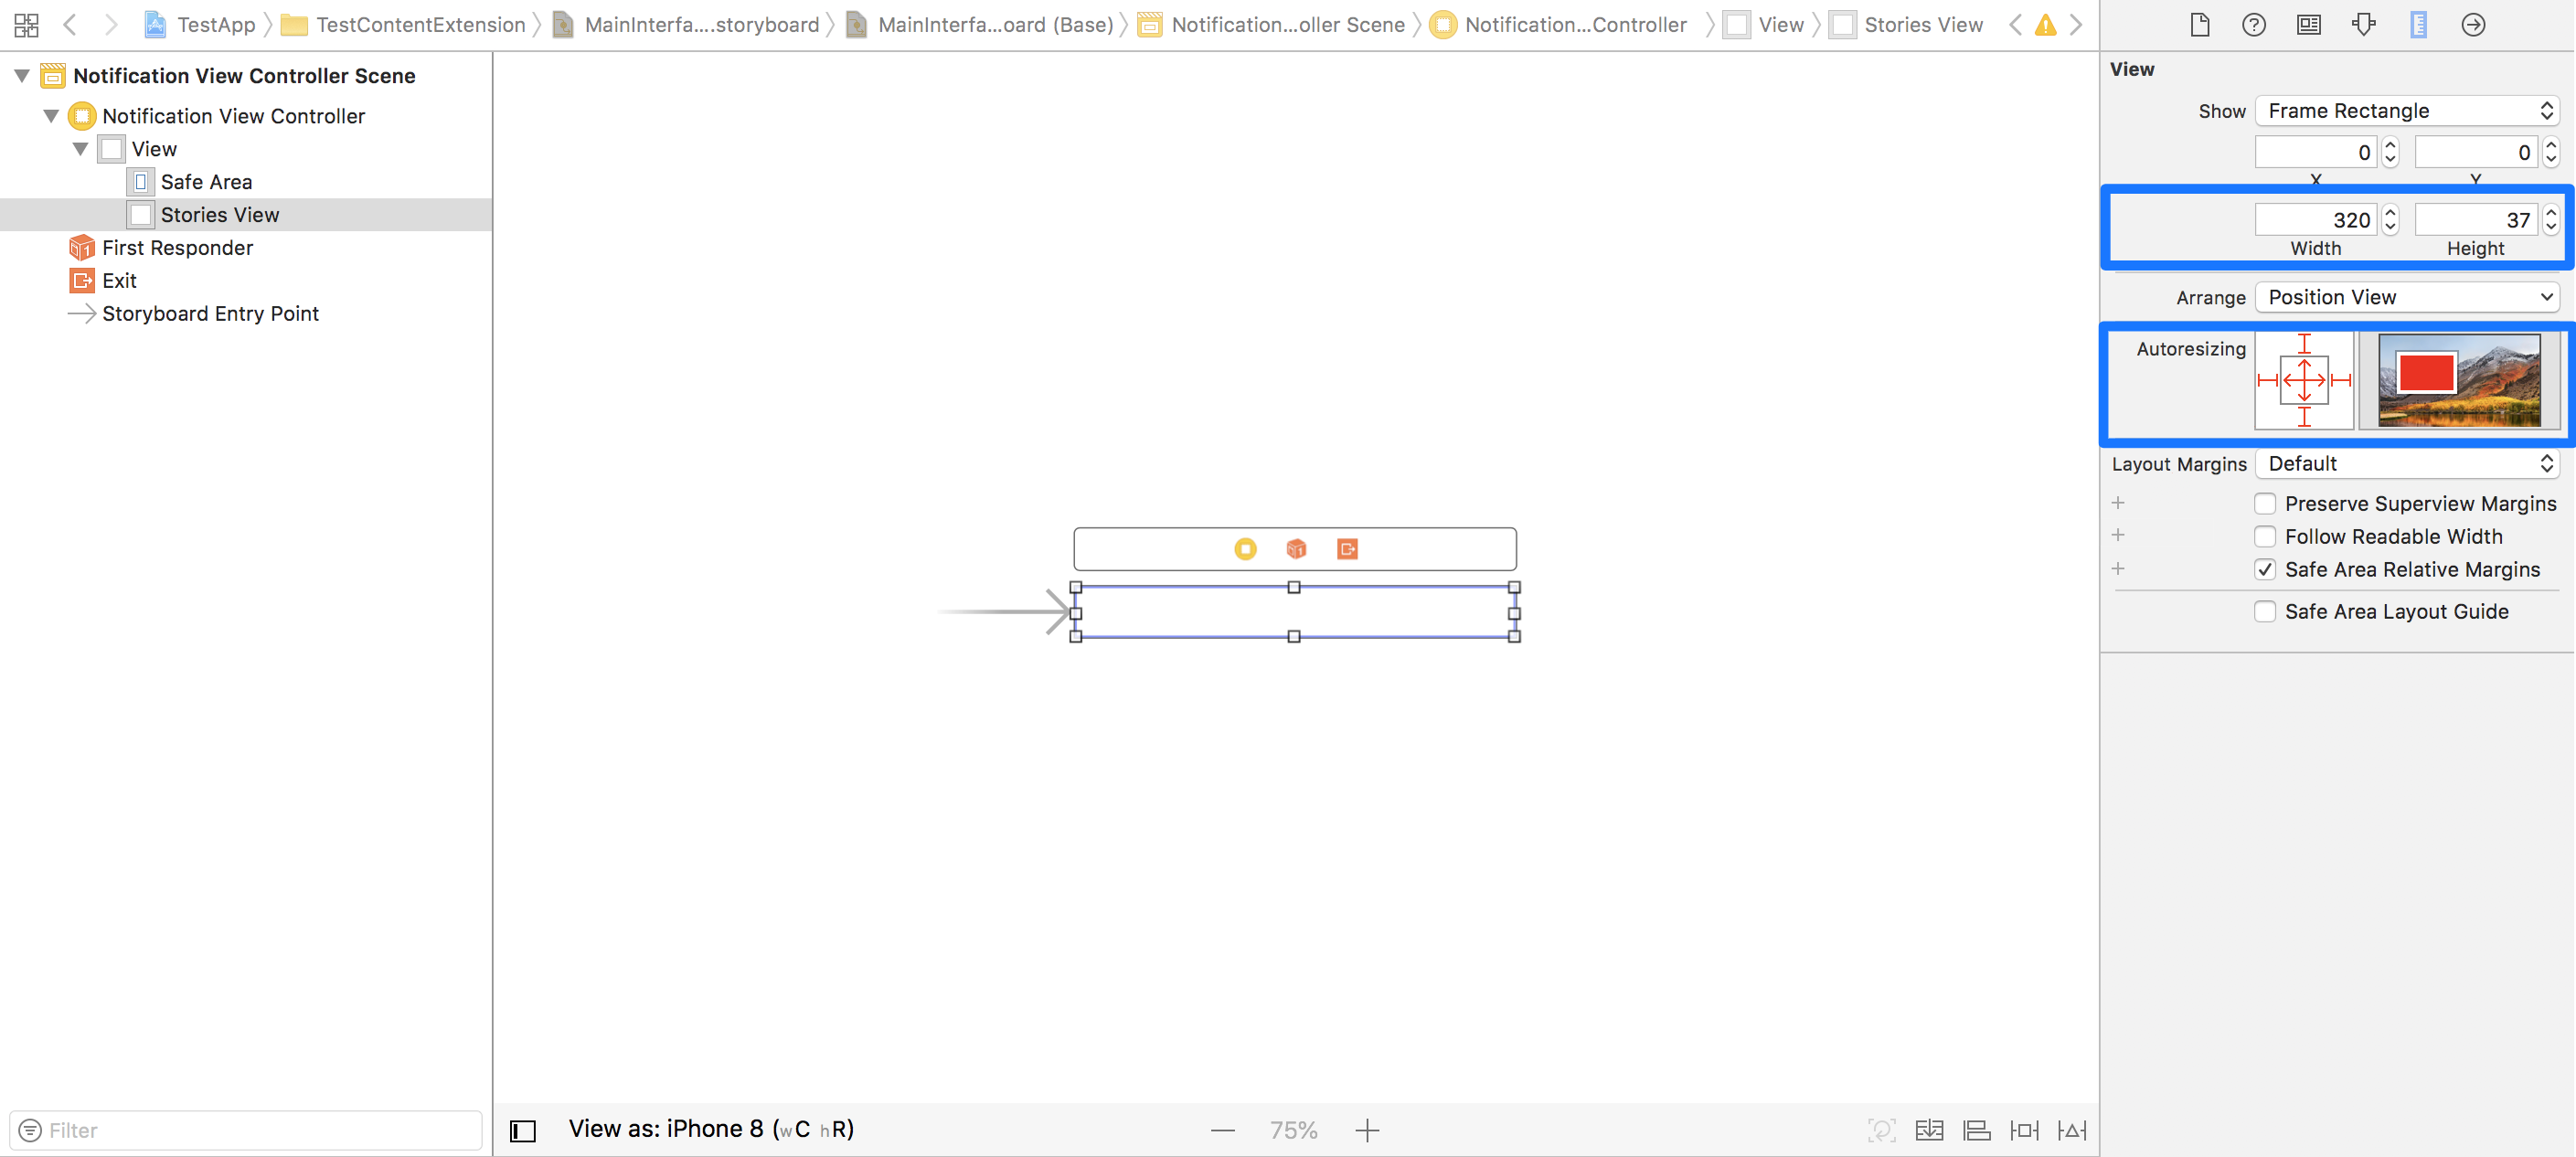 TestApp TestContentExtension MainInterfa....storyboard MainInterfa...oard (Base) Notification...oller Scene Notification...Controller View Stories View
Notification View Controller Scene
Notification View Controller
View
Safe Area
Stories View
First Responder
Exit
Storyboard Entry Point
Filter
View as: iPhone 8 (wC hR)
75%
View
Show Frame Rectangle
0 0
X Y
320 37
Width Height
Arrange Position View
Autoresizing
Layout Margins Default
Preserve Superview Margins
Follow Readable Width
Safe Area Relative Margins
Safe Area Layout Guide